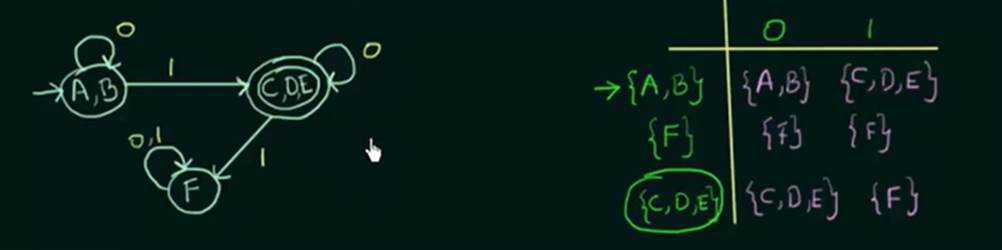 0
0
1
A,B
C,D,E
0,1
1
F
0 1
→{A,B} {A,B} {C,D,E}
{F} {F} {F}
{C,D,E} {C,D,E} {F}